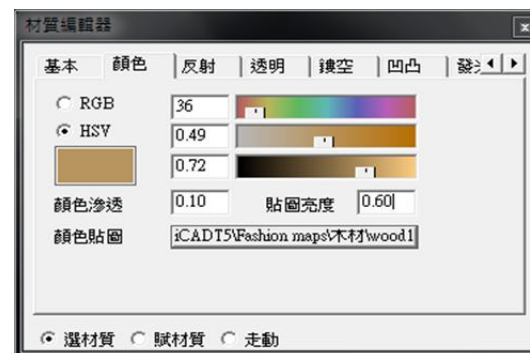 材質編輯器
基本 顏色 反射 透明 鏤空 凹凸
RGB 36
HSV 0.49
0.72
顏色滲透 0.10 貼圖亮度 0.60
顏色貼圖 iCADT5\Fashion maps\木材\wood1
選材質 賦材質 走動